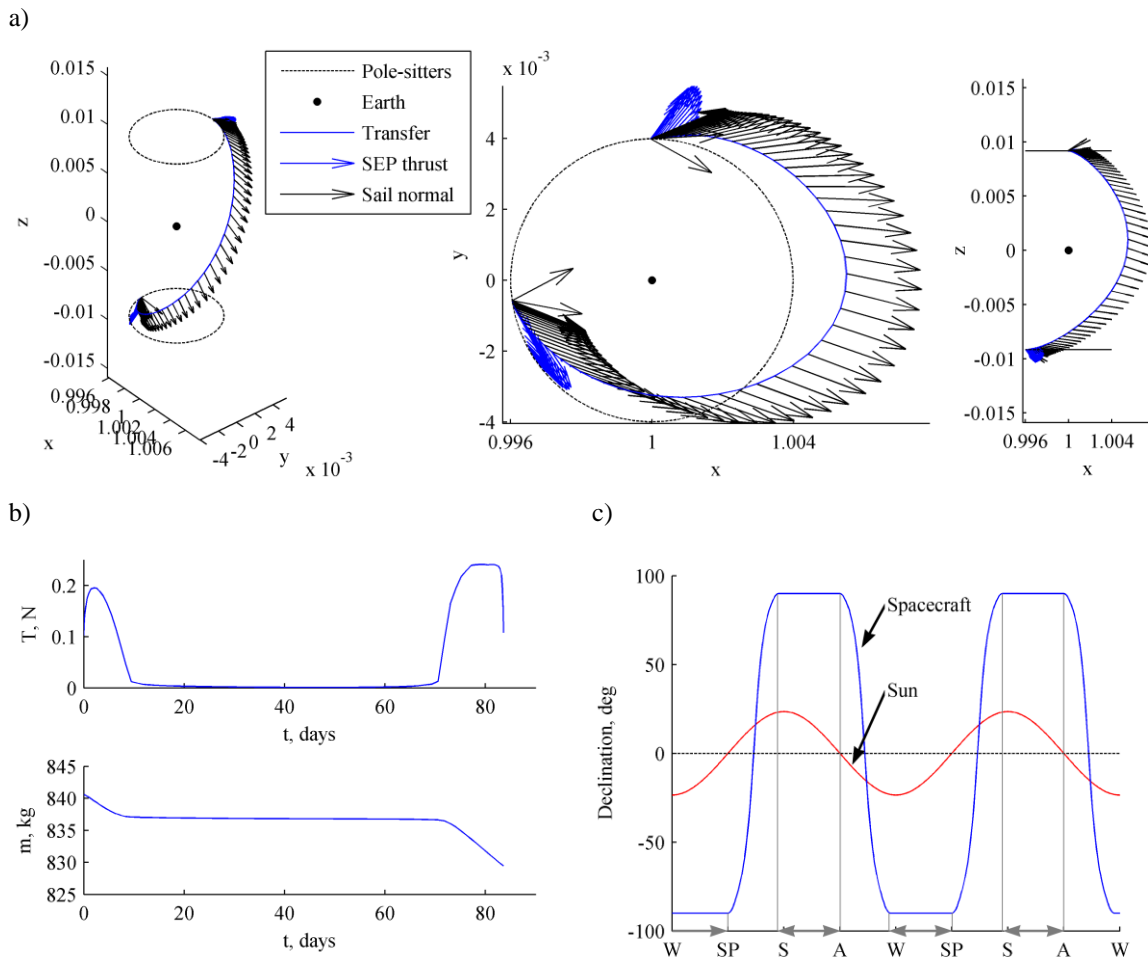 a)
0.015
0.01
0.005
0
-0.005
-0.01
-0.015
z
0.996
0.998
1
1.002
1.004
1.006
x
-4
-2
0
2
4
y
x 10⁻³
Pole-sitters
Earth
Transfer
SEP thrust
Sail normal
x 10⁻³
4
2
0
-2
-4
y
0.996
1
1.004
x
0.015
0.01
0.005
0
-0.005
-0.01
-0.015
z
0.996
1
1.004
x
b)
0.2
0.1
0
T, N
0
20
40
60
80
t, days
845
840
835
830
825
m, kg
0
20
40
60
80
t, days
c)
100
50
0
-50
-100
Declination, deg
Spacecraft
Sun
W SP S A W SP S A W